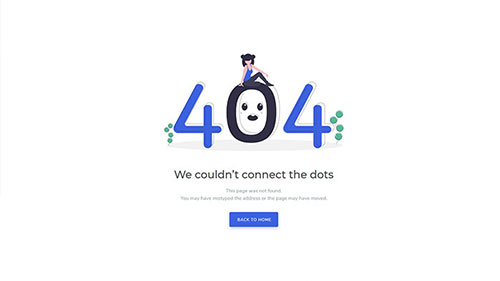 404
We couldn't connect the dots
This page was not found.
You may have mistyped the address or the page may have moved.
BACK TO HOME